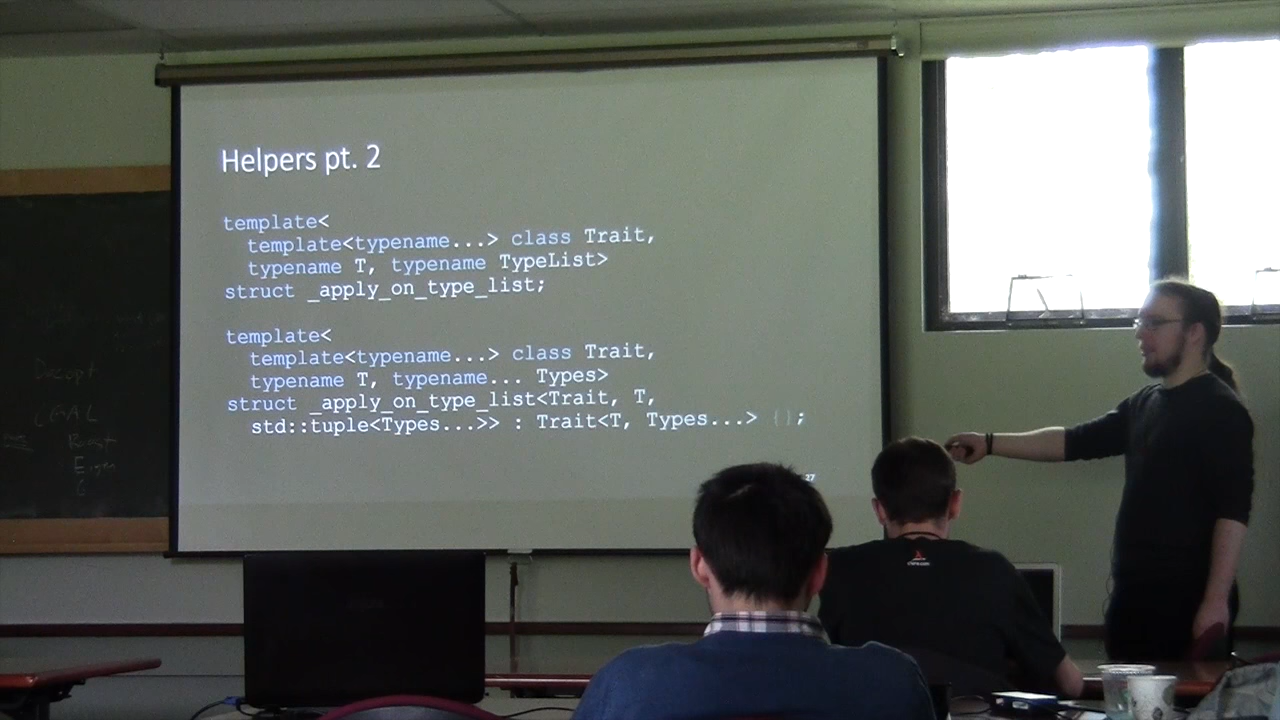 Helpers pt. 2
template<
template<typename...> class Trait,
typename T, typename TypeList>
struct _apply_on_type_list;
template<
template<typename...> class Trait,
typename T, typename... Types>
struct _apply_on_type_list<Trait, T,
std::tuple<Types...>> : Trait<T, Types...> {};
27